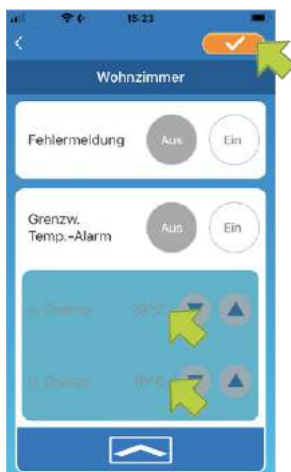 15:23
Wohnzimmer
Fehlermeldung Aus Ein
Grenzw.
Temp.-Alarm Aus Ein